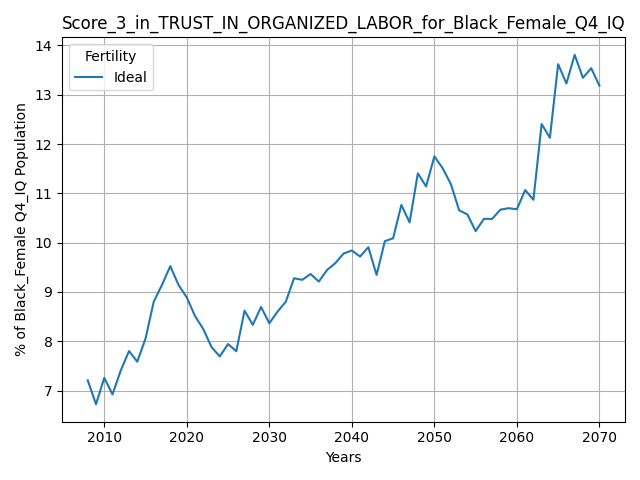 Score_3_in_TRUST_IN_ORGANIZED_LABOR_for_Black_Female_Q4_IQ
Fertility
Ideal
% of Black_Female Q4_IQ Population
14
13
12
11
10
9
8
7
2010 2020 2030 2040 2050 2060 2070
Years